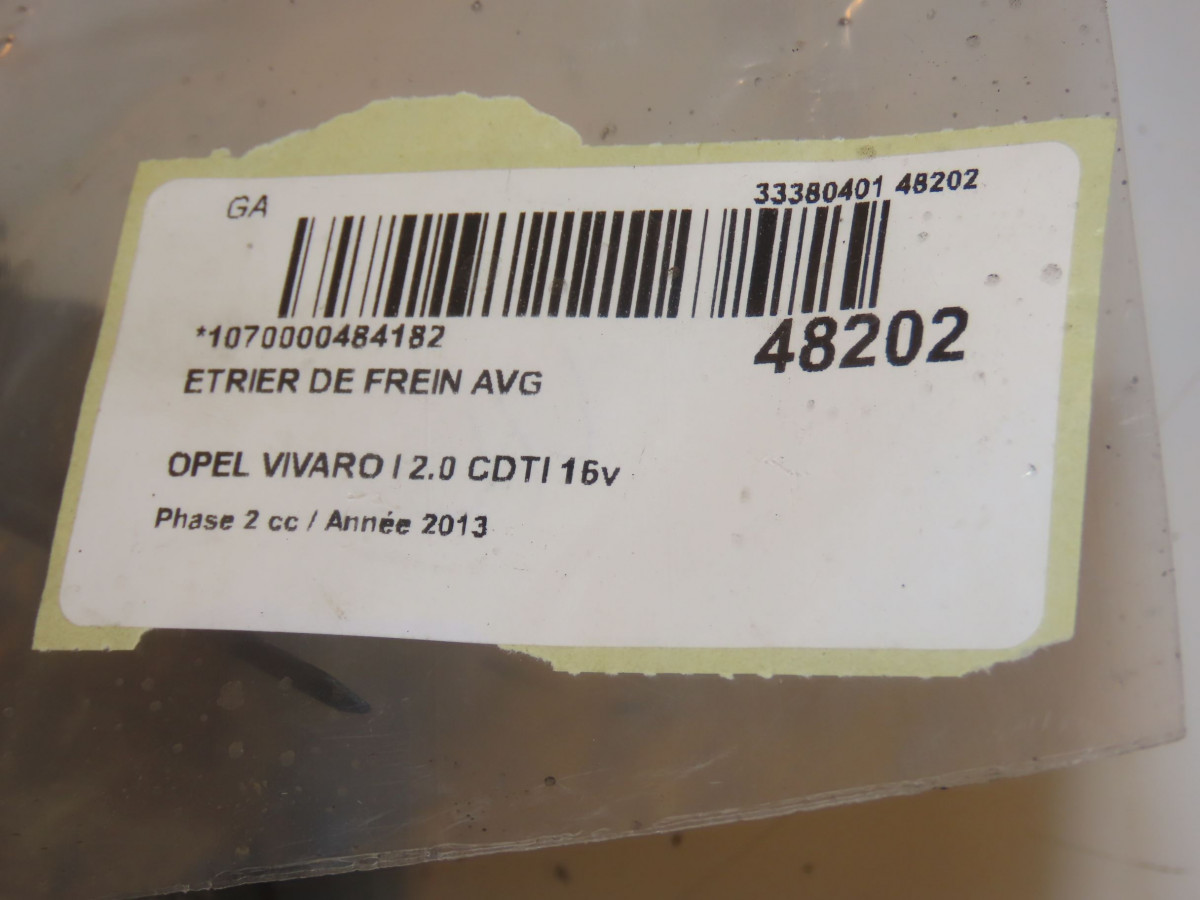 GA
33380401 48202
*1070000484182
48202
ETRIER DE FREIN AVG
OPEL VIVARO I 2.0 CDTI 16v
Phase 2 cc / Année 2013